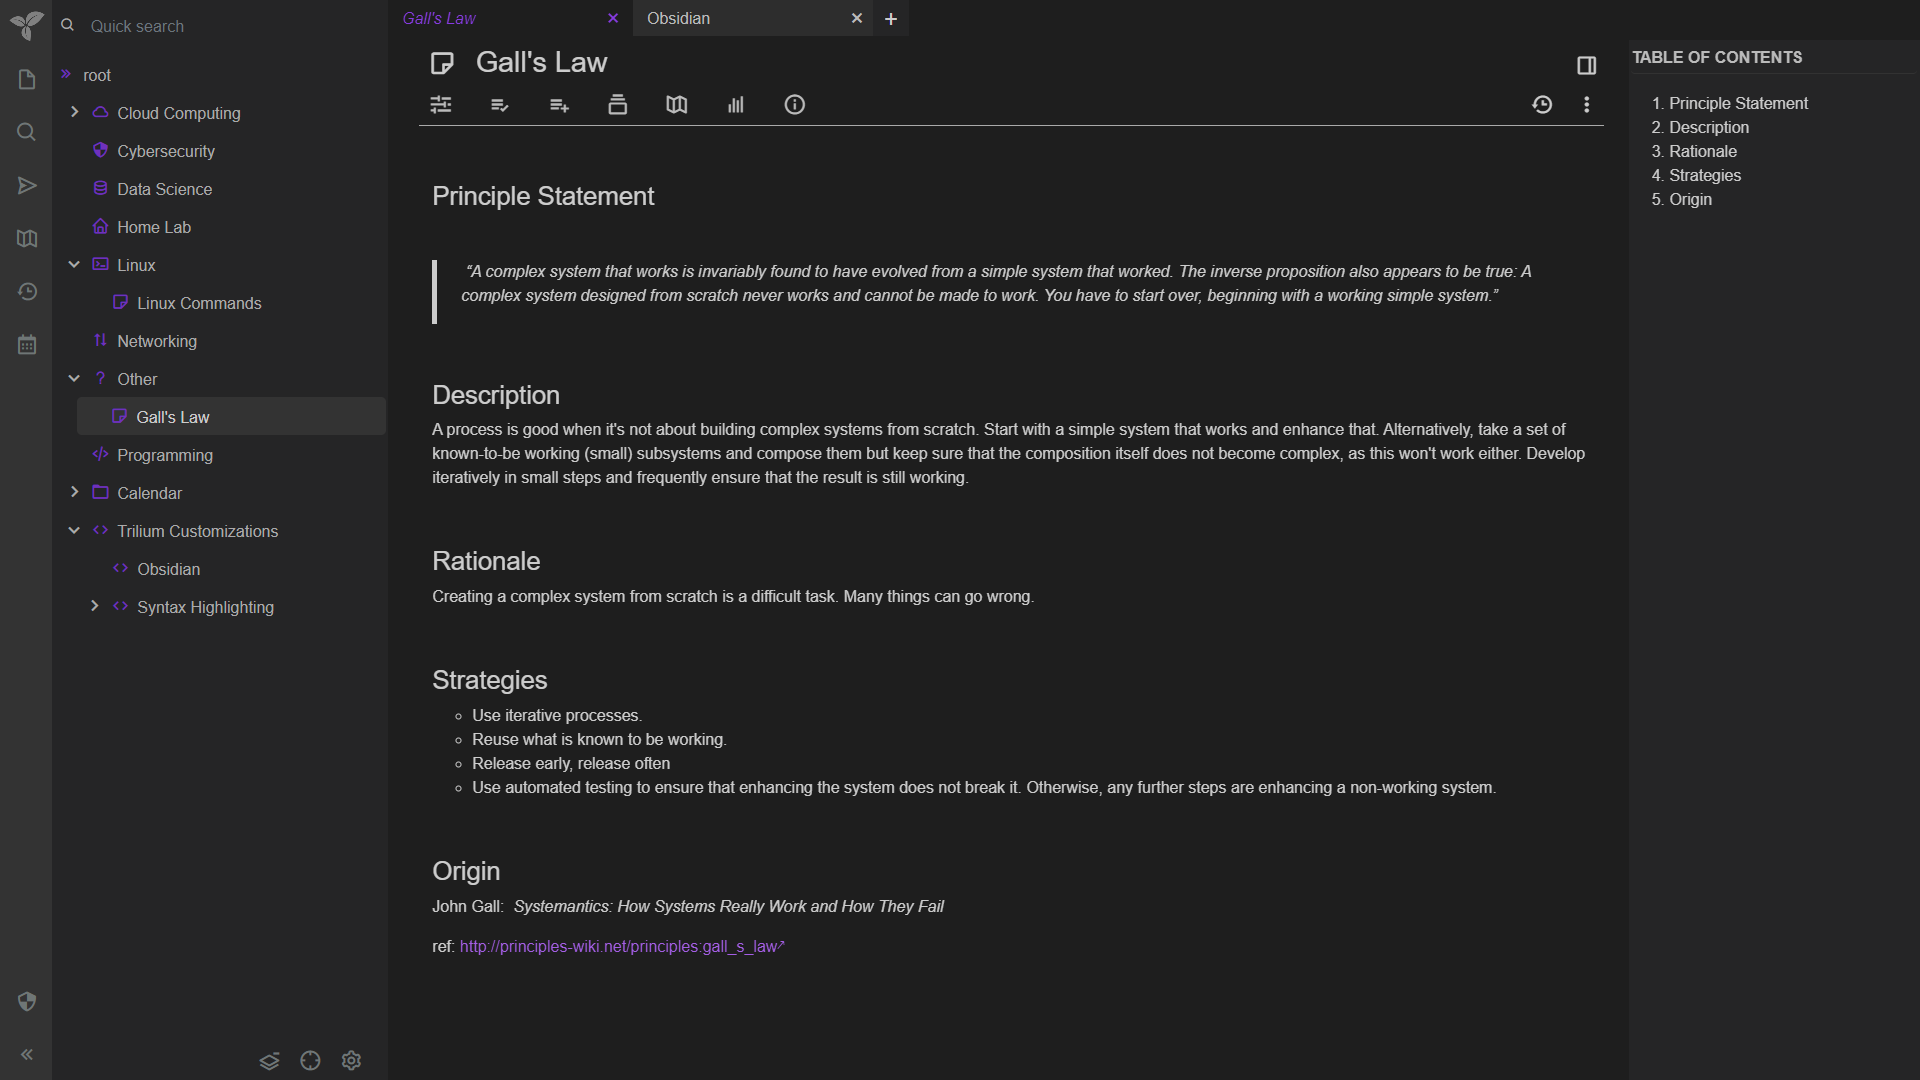 Quick search
root
Cloud Computing
Cybersecurity
Data Science
Home Lab
Linux
Linux Commands
Networking
Other
Gall's Law
Programming
Calendar
Trilium Customizations
Obsidian
Syntax Highlighting
Gall's Law
Obsidian
Gall's Law
Principle Statement
“A complex system that works is invariably found to have evolved from a simple system that worked. The inverse proposition also appears to be true: A
complex system designed from scratch never works and cannot be made to work. You have to start over, beginning with a working simple system.”
Description
A process is good when it's not about building complex systems from scratch. Start with a simple system that works and enhance that. Alternatively, take a set of
known-to-be working (small) subsystems and compose them but keep sure that the composition itself does not become complex, as this won't work either. Develop
iteratively in small steps and frequently ensure that the result is still working.
Rationale
Creating a complex system from scratch is a difficult task. Many things can go wrong.
Strategies
Use iterative processes.
Reuse what is known to be working.
Release early, release often
Use automated testing to ensure that enhancing the system does not break it. Otherwise, any further steps are enhancing a non-working system.
Origin
John Gall: Systemantics: How Systems Really Work and How They Fail
ref: http://principles-wiki.net/principles:gall_s_law
TABLE OF CONTENTS
1. Principle Statement
2. Description
3. Rationale
4. Strategies
5. Origin